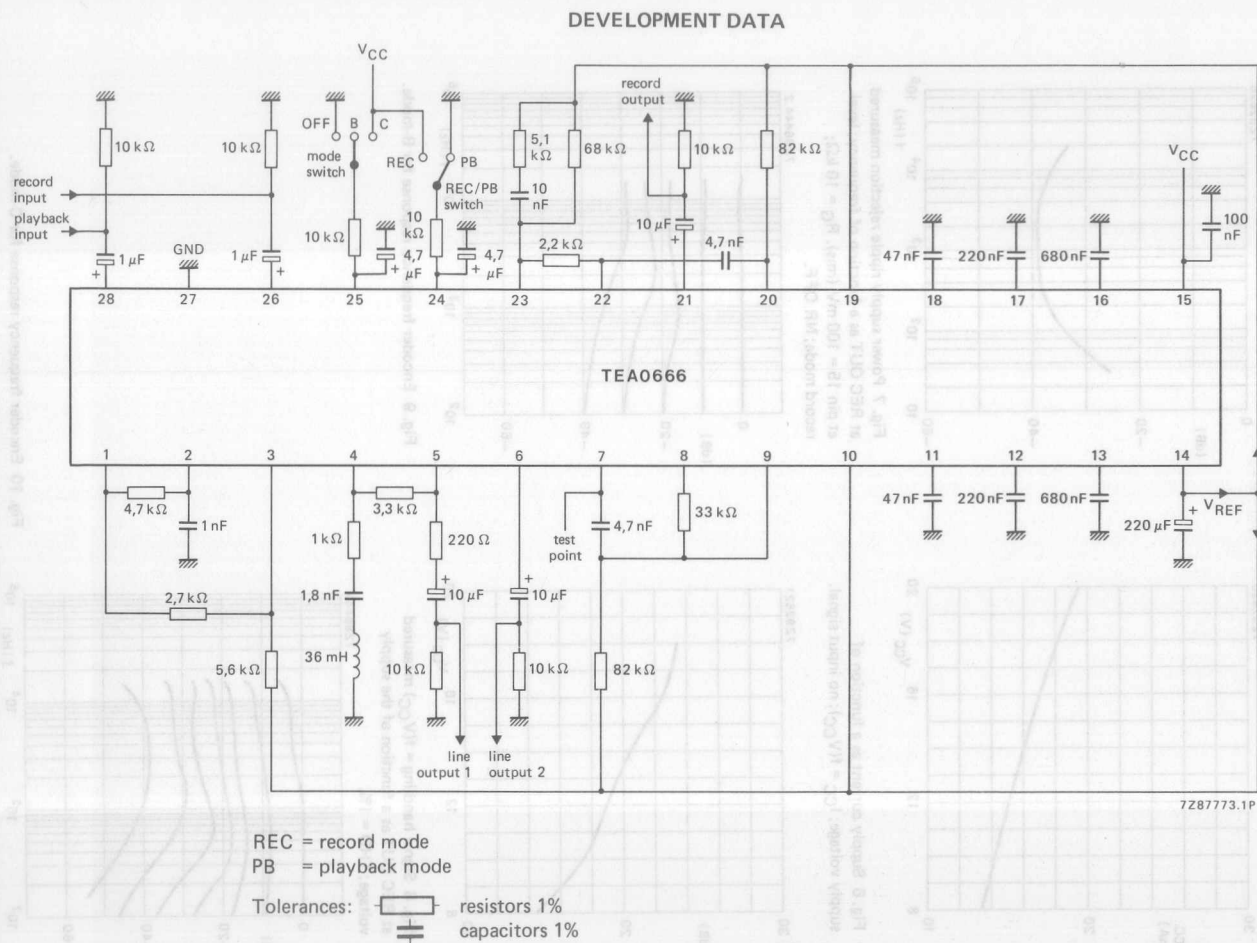 DEVELOPMENT DATA
VCC
record output
OFF B C
10 kΩ
10 kΩ
mode switch
REC PB
REC/PB switch
5,1 kΩ
68 kΩ
10 kΩ
82 kΩ
VCC
record input
playback input
10 nF
10 kΩ
10 kΩ
10 µF
+
100 nF
1 µF
+
GND
1 µF
+
4,7 µF
+
4,7 µF
+
2,2 kΩ
4,7 nF
47 nF
220 nF
680 nF
28 27 26 25 24 23 22 21 20 19 18 17 16 15
TEA0666
1 2 3 4 5 6 7 8 9 10 11 12 13 14
4,7 kΩ
1 nF
3,3 kΩ
1 kΩ
220 Ω
test point
4,7 nF
33 kΩ
47 nF
220 nF
680 nF
220 µF
+
VREF
2,7 kΩ
1,8 nF
+
10 µF
+
10 µF
5,6 kΩ
36 mH
10 kΩ
10 kΩ
82 kΩ
line output 1
line output 2
7Z87773.1P
REC = record mode
PB = playback mode
Tolerances: resistors 1%
capacitors 1%